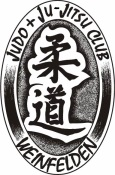 JUDO + JU-JITSU CLUB
柔道
WEINFELDEN